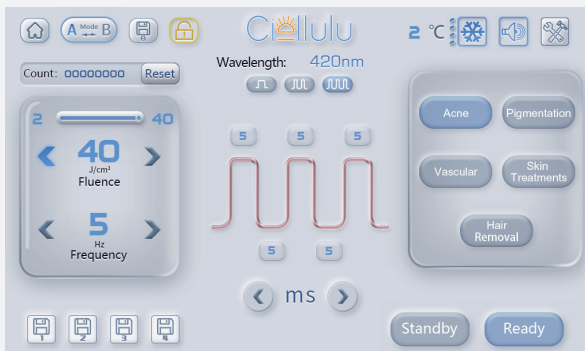 A Mode B
Ciallulu
2 °C
Count: 00000000 Reset
Wavelength: 420nm
2 40
40
J/cm²
Fluence
5
Hz
Frequency
5 5 5
5 5
ms
Acne
Pigmentation
Vascular
Skin
Treatments
Hair
Removal
1 2 3 4
Standby
Ready